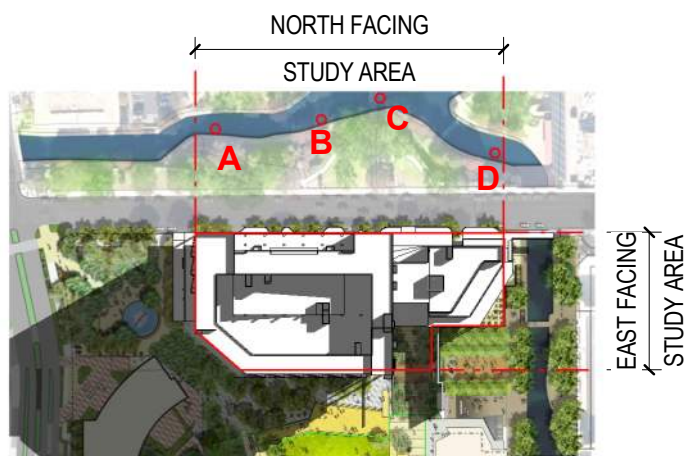 NORTH FACING
STUDY AREA
A
B
C
D
EAST FACING
STUDY AREA